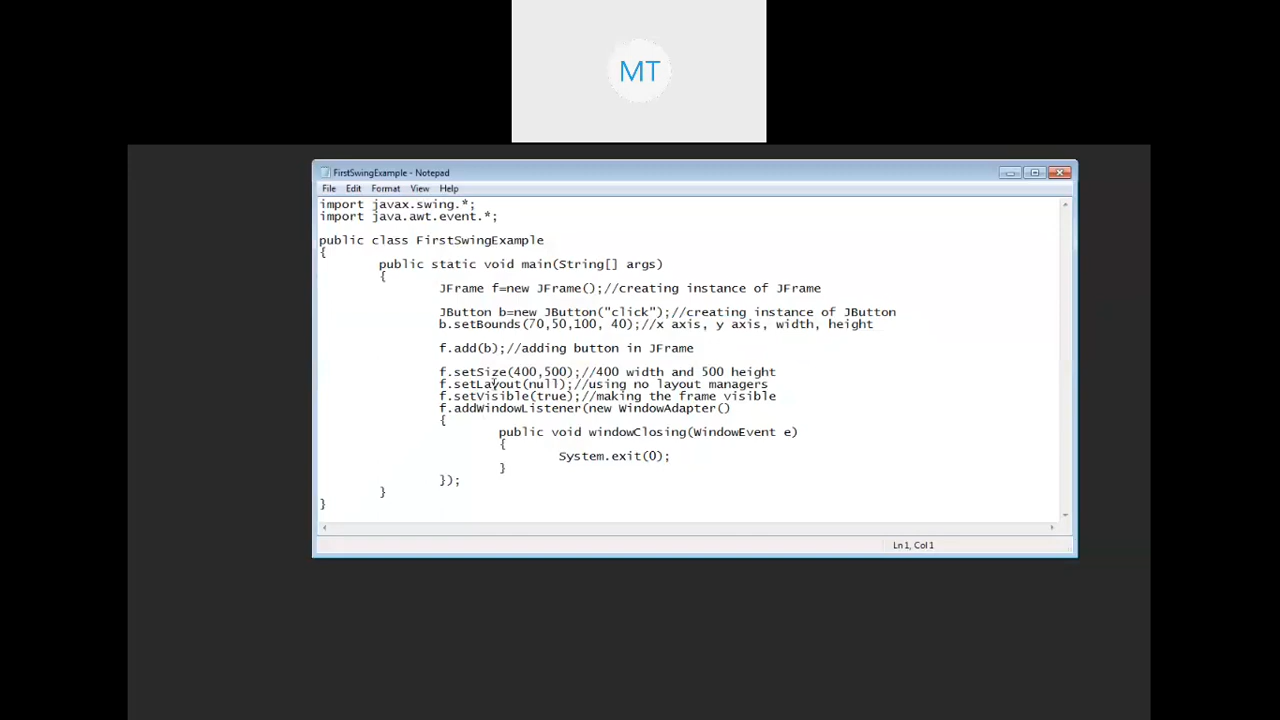 MT
FirstSwingExample - Notepad
File Edit Format View Help
import javax.swing.*;
import java.awt.event.*;
public class FirstSwingExample
{
public static void main(String[] args)
{
JFrame f=new JFrame();//creating instance of JFrame
JButton b=new JButton("click");//creating instance of JButton
b.setBounds(70,50,100, 40);//x axis, y axis, width, height
f.add(b);//adding button in JFrame
f.setSize(400,500);//400 width and 500 height
f.setLayout(null);//using no layout managers
f.setVisible(true);//making the frame visible
f.addWindowListener(new WindowAdapter()
{
public void windowClosing(WindowEvent e)
{
System.exit(0);
}
});
}
}
Ln 1, Col 1